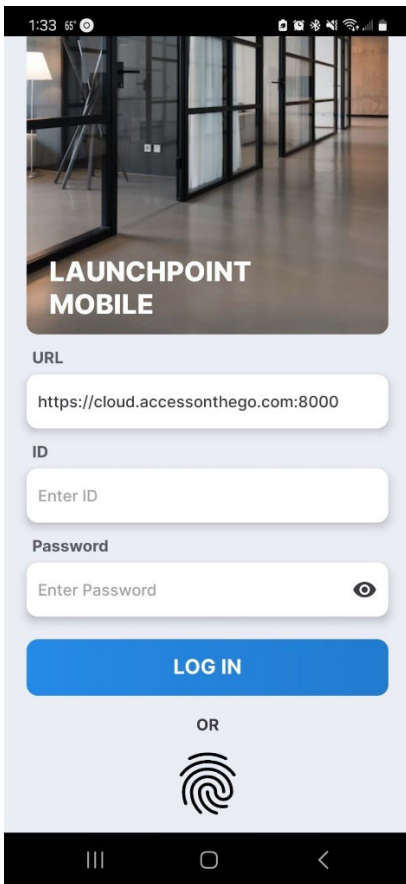 1:33 65°
LAUNCHPOINT
MOBILE
URL
https://cloud.accessonthego.com:8000
ID
Enter ID
Password
Enter Password
LOG IN
OR